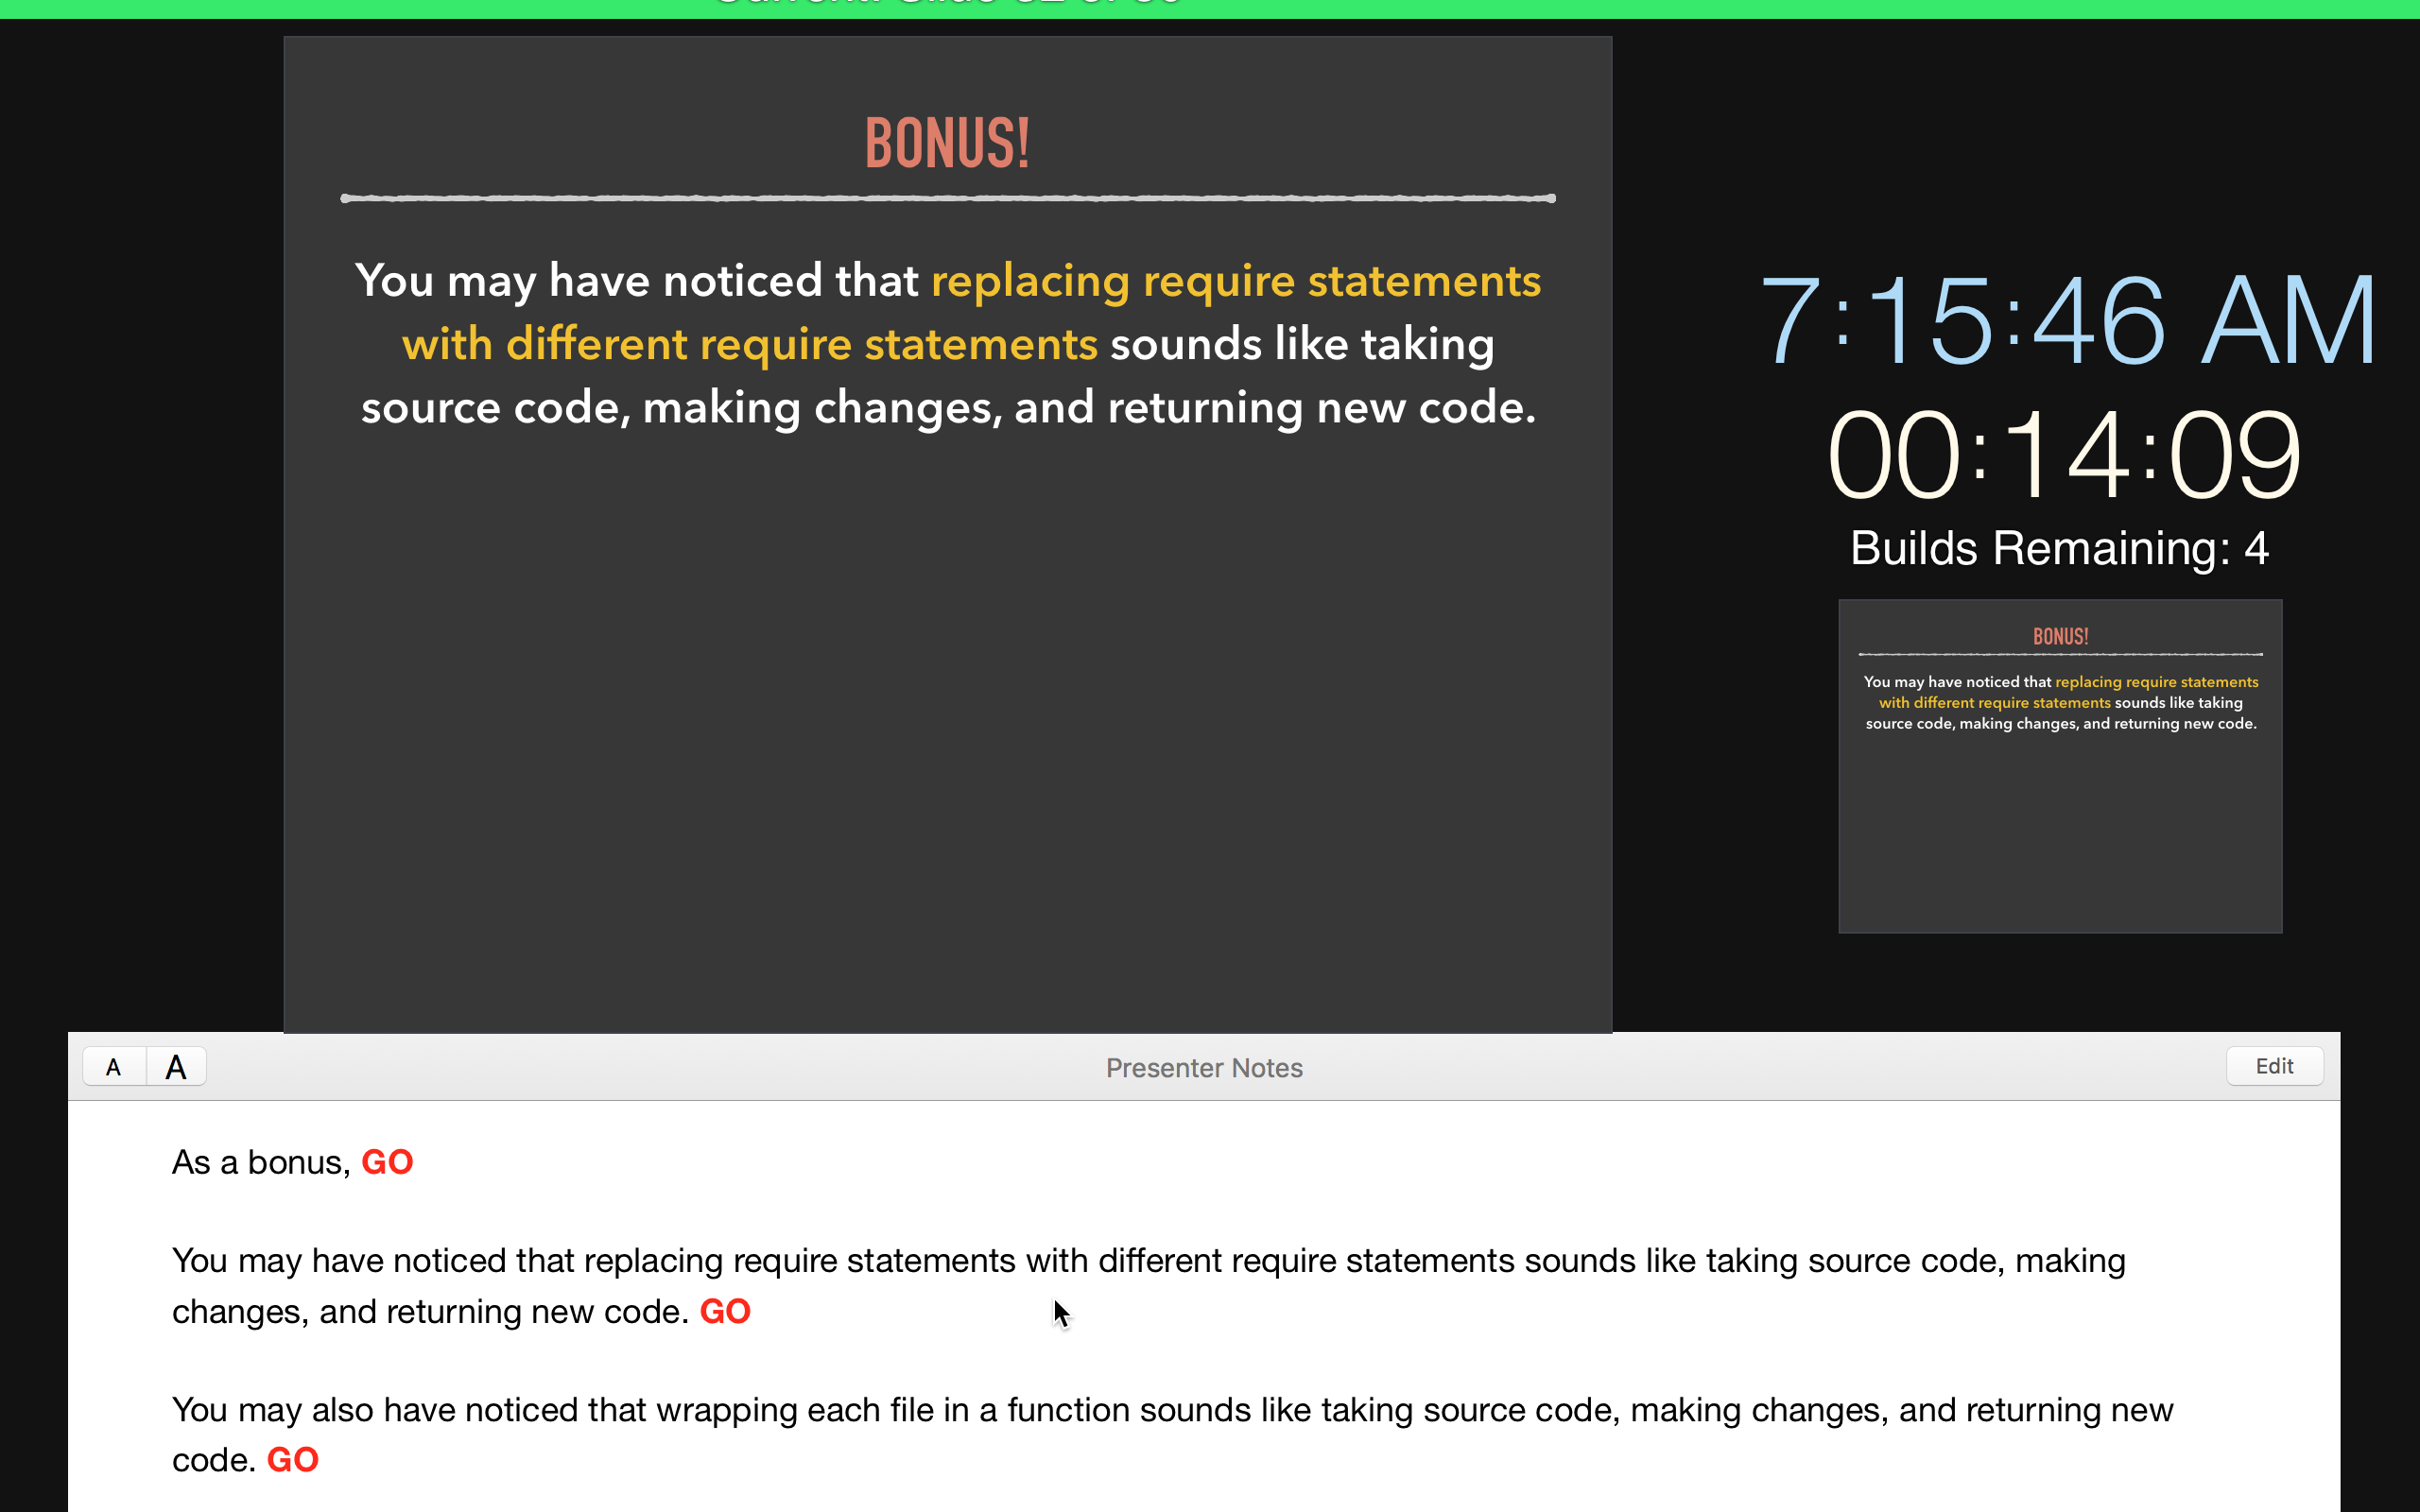 BONUS!
You may have noticed that replacing require statements
with different require statements sounds like taking
source code, making changes, and returning new code.
7:15:46 AM
00:14:09
Builds Remaining: 4
BONUS!
You may have noticed that replacing require statements
with different require statements sounds like taking
source code, making changes, and returning new code.
A A
Presenter Notes
Edit
As a bonus, GO
You may have noticed that replacing require statements with different require statements sounds like taking source code, making
changes, and returning new code. GO
You may also have noticed that wrapping each file in a function sounds like taking source code, making changes, and returning new
code. GO